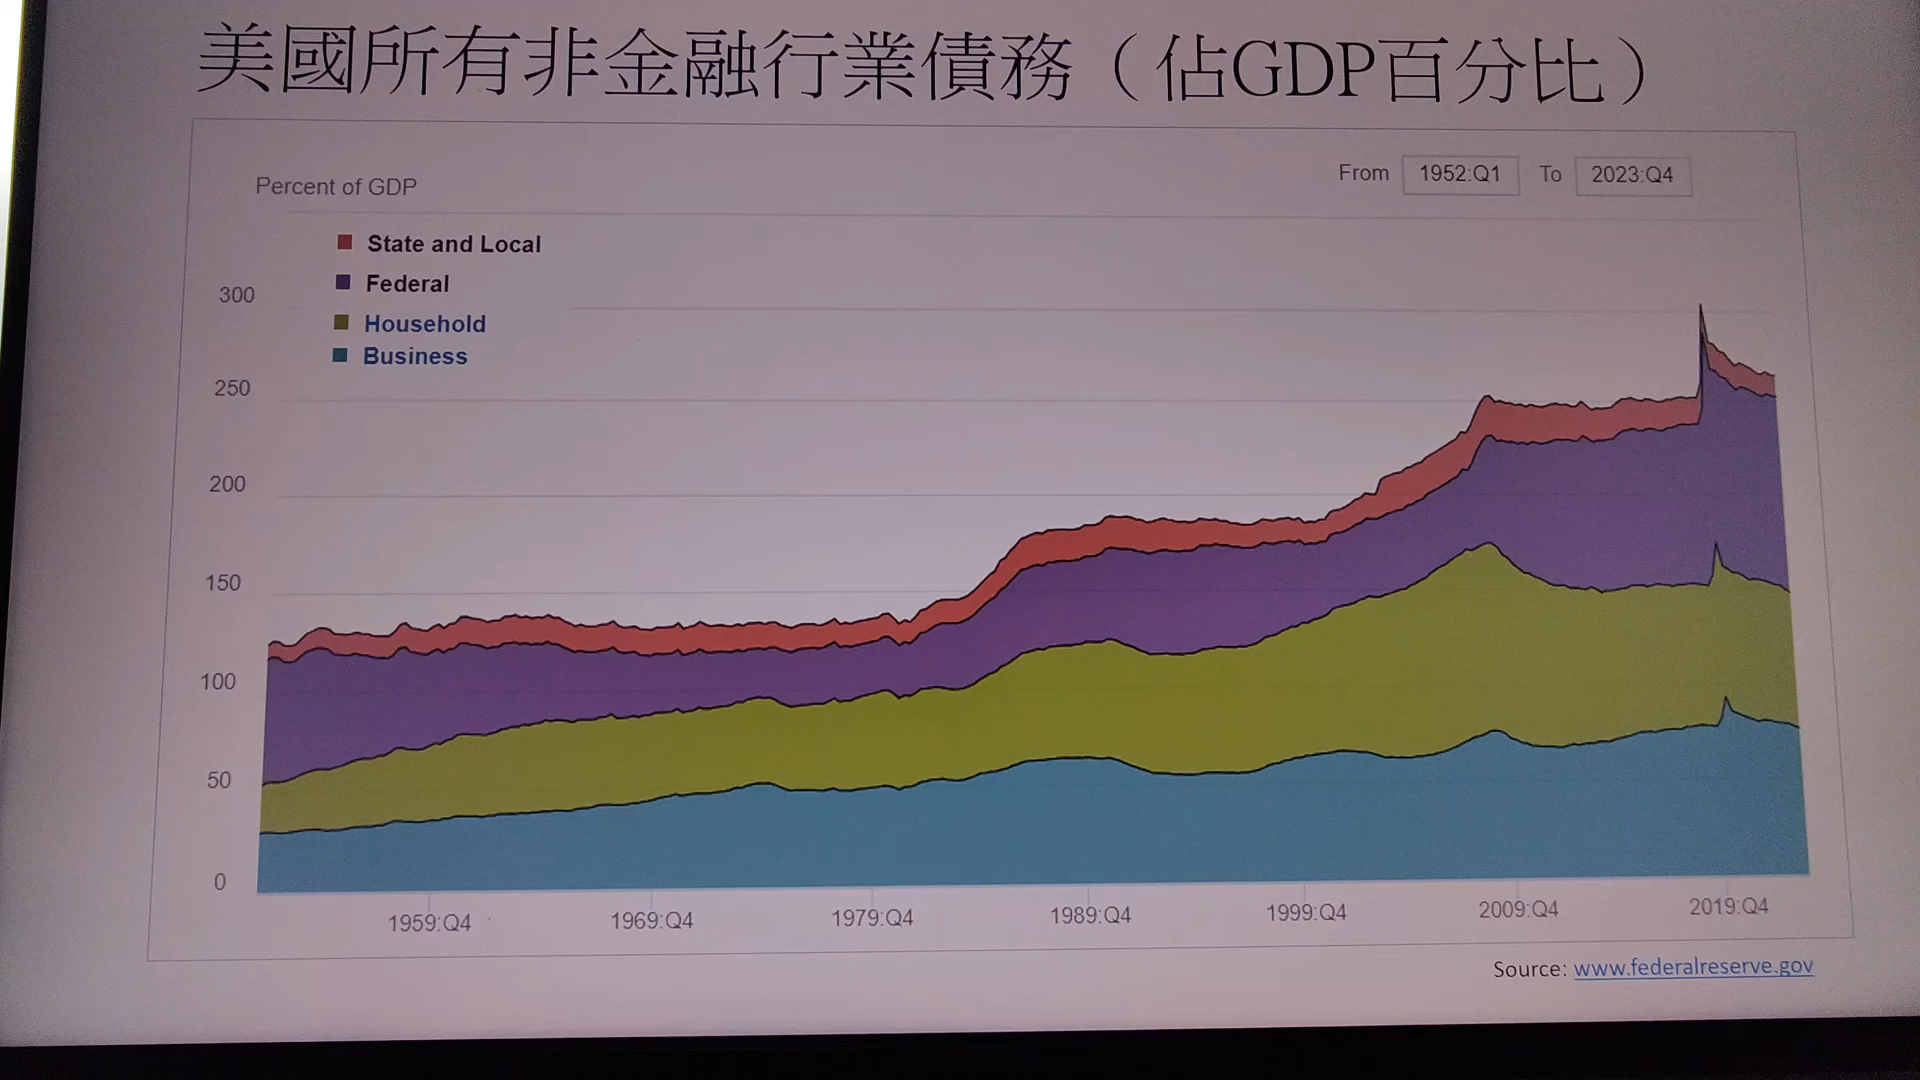 美國所有非金融行業債務（佔GDP百分比）
Percent of GDP
From 1952:Q1 To 2023:Q4
State and Local
Federal
Household
Business
300
250
200
150
100
50
0
1959:Q4 1969:Q4 1979:Q4 1989:Q4 1999:Q4 2009:Q4 2019:Q4
Source: www.federalreserve.gov